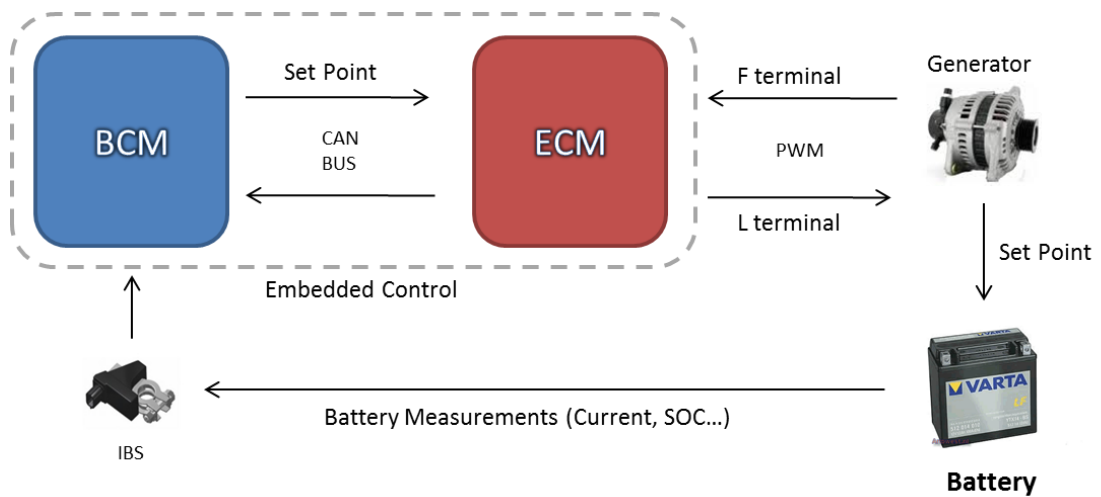 BCM
Set Point
CAN
BUS
ECM
F terminal
PWM
L terminal
Generator
Set Point
Embedded Control
VARTA
Battery Measurements (Current, SOC...)
IBS
Battery